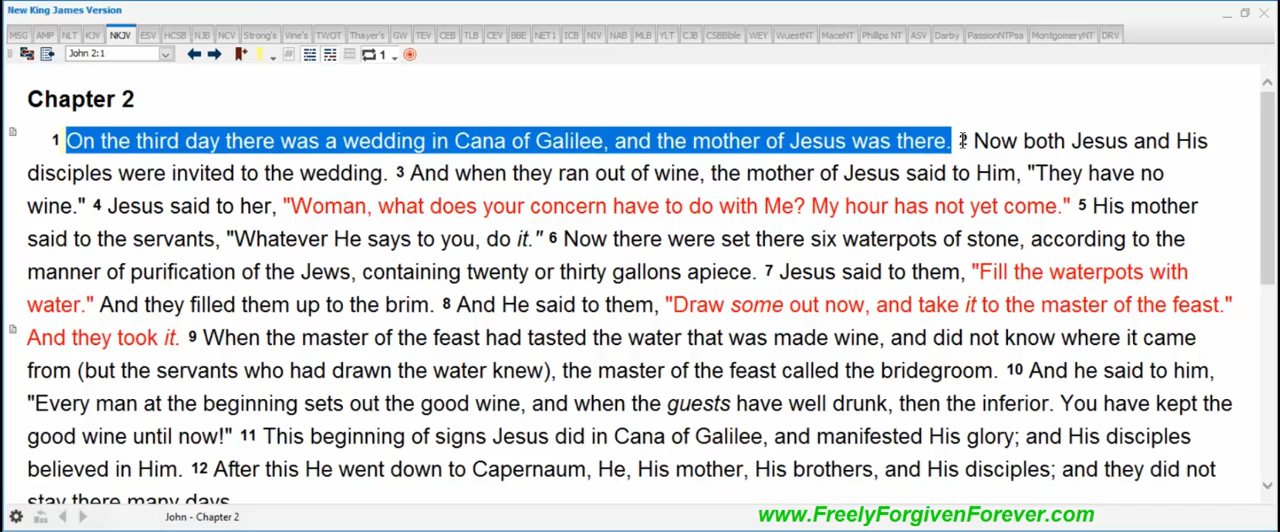 New King James Version
MSG AMP NLT KJV NKJV ESV HCSB NJB NCV Strong's Vine's TWOT Thayer's GW TEV CEB TLB CEV BBE NET1 ICB NIV NAB MLB YLT CJB CSBBible WEY WuestNT MaceNT Phillips NT ASV Darby PassionNTPsa MontgomeryNT DRV
John 2:1 1
Chapter 2
1 On the third day there was a wedding in Cana of Galilee, and the mother of Jesus was there. 2 Now both Jesus and His
disciples were invited to the wedding. 3 And when they ran out of wine, the mother of Jesus said to Him, "They have no
wine." 4 Jesus said to her, "Woman, what does your concern have to do with Me? My hour has not yet come." 5 His mother
said to the servants, "Whatever He says to you, do it." 6 Now there were set there six waterpots of stone, according to the
manner of purification of the Jews, containing twenty or thirty gallons apiece. 7 Jesus said to them, "Fill the waterpots with
water." And they filled them up to the brim. 8 And He said to them, "Draw some out now, and take it to the master of the feast."
And they took it. 9 When the master of the feast had tasted the water that was made wine, and did not know where it came
from (but the servants who had drawn the water knew), the master of the feast called the bridegroom. 10 And he said to him,
"Every man at the beginning sets out the good wine, and when the guests have well drunk, then the inferior. You have kept the
good wine until now!" 11 This beginning of signs Jesus did in Cana of Galilee, and manifested His glory; and His disciples
believed in Him. 12 After this He went down to Capernaum, He, His mother, His brothers, and His disciples; and they did not
stay there many days.
John - Chapter 2 www.FreelyForgivenForever.com